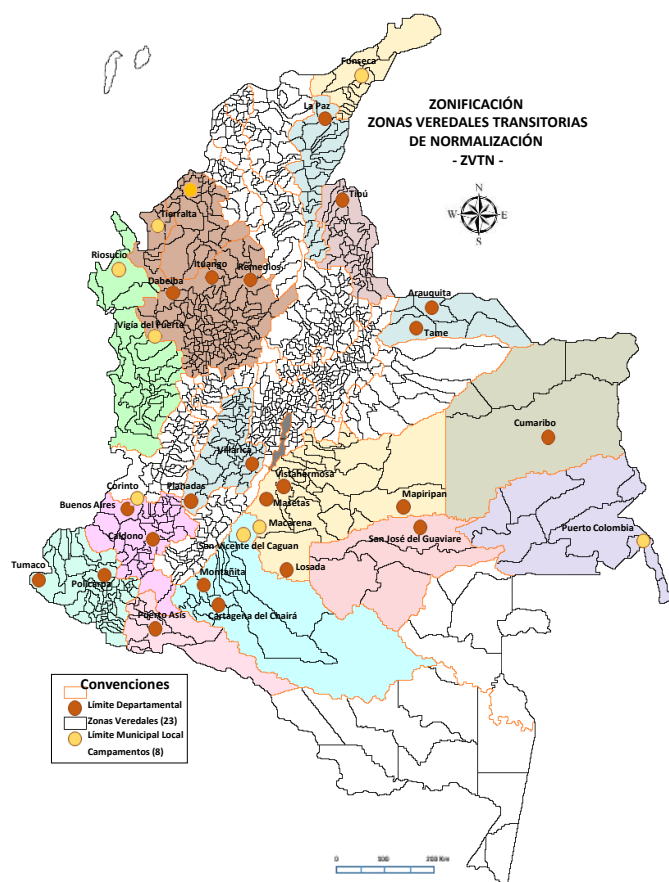 Fonseca
La Paz
ZONIFICACIÓN
ZONAS VEREDALES TRANSITORIAS
DE NORMALIZACIÓN
- ZVTN -
N
W
E
S
Tibú
Tierralta
Riosucio
Ituango
Remedios
Dabeiba
Arauquita
Vigía del Fuerte
Tame
Cumaribo
Villarica
Vistahermosa
Corinto
Planadas
Mesetas
Mapiripan
Buenos Aires
Macarena
Puerto Colombia
San José del Guaviare
Caldono
San Vicente del Caguan
Tumaco
Policarpa
Montañita
Losada
Cartagena del Chairá
Puerto Asís
Convenciones
Límite Departamental
Zonas Veredales (23)
Límite Municipal Local
Campamentos (8)
0
100
200 Km